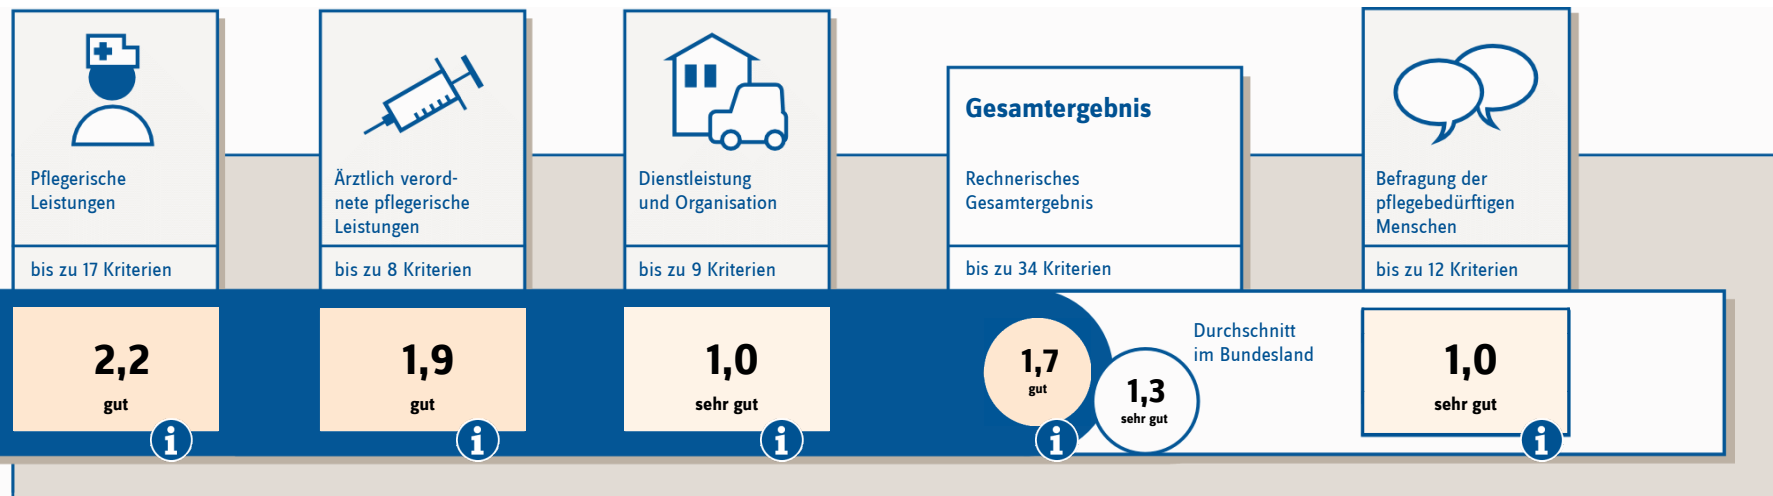 Pflegerische
Leistungen
bis zu 17 Kriterien
2,2
gut
i
Ärztlich verord-
nete pflegerische
Leistungen
bis zu 8 Kriterien
1,9
gut
i
Dienstleistung
und Organisation
bis zu 9 Kriterien
1,0
sehr gut
i
Gesamtergebnis
Rechnerisches
Gesamtergebnis
bis zu 34 Kriterien
1,7
gut
i
1,3
sehr gut
Durchschnitt
im Bundesland
Befragung der
pflegebedürftigen
Menschen
bis zu 12 Kriterien
1,0
sehr gut
i